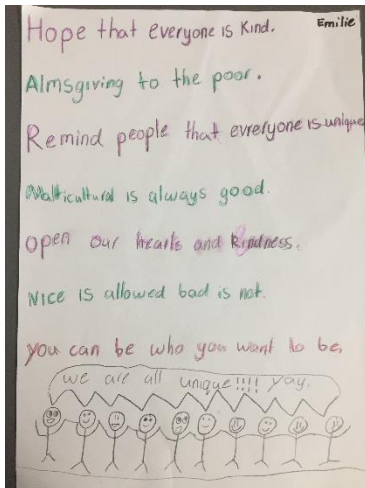 Emilie
Hope that everyone is Kind.
Almsgiving to the poor.
Remind people that evreyone is unique
Multicultural is always good.
Open our hearts and Kindness.
Nice is allowed bad is not.
You can be who you want to be.
we are all unique!!!! yay.